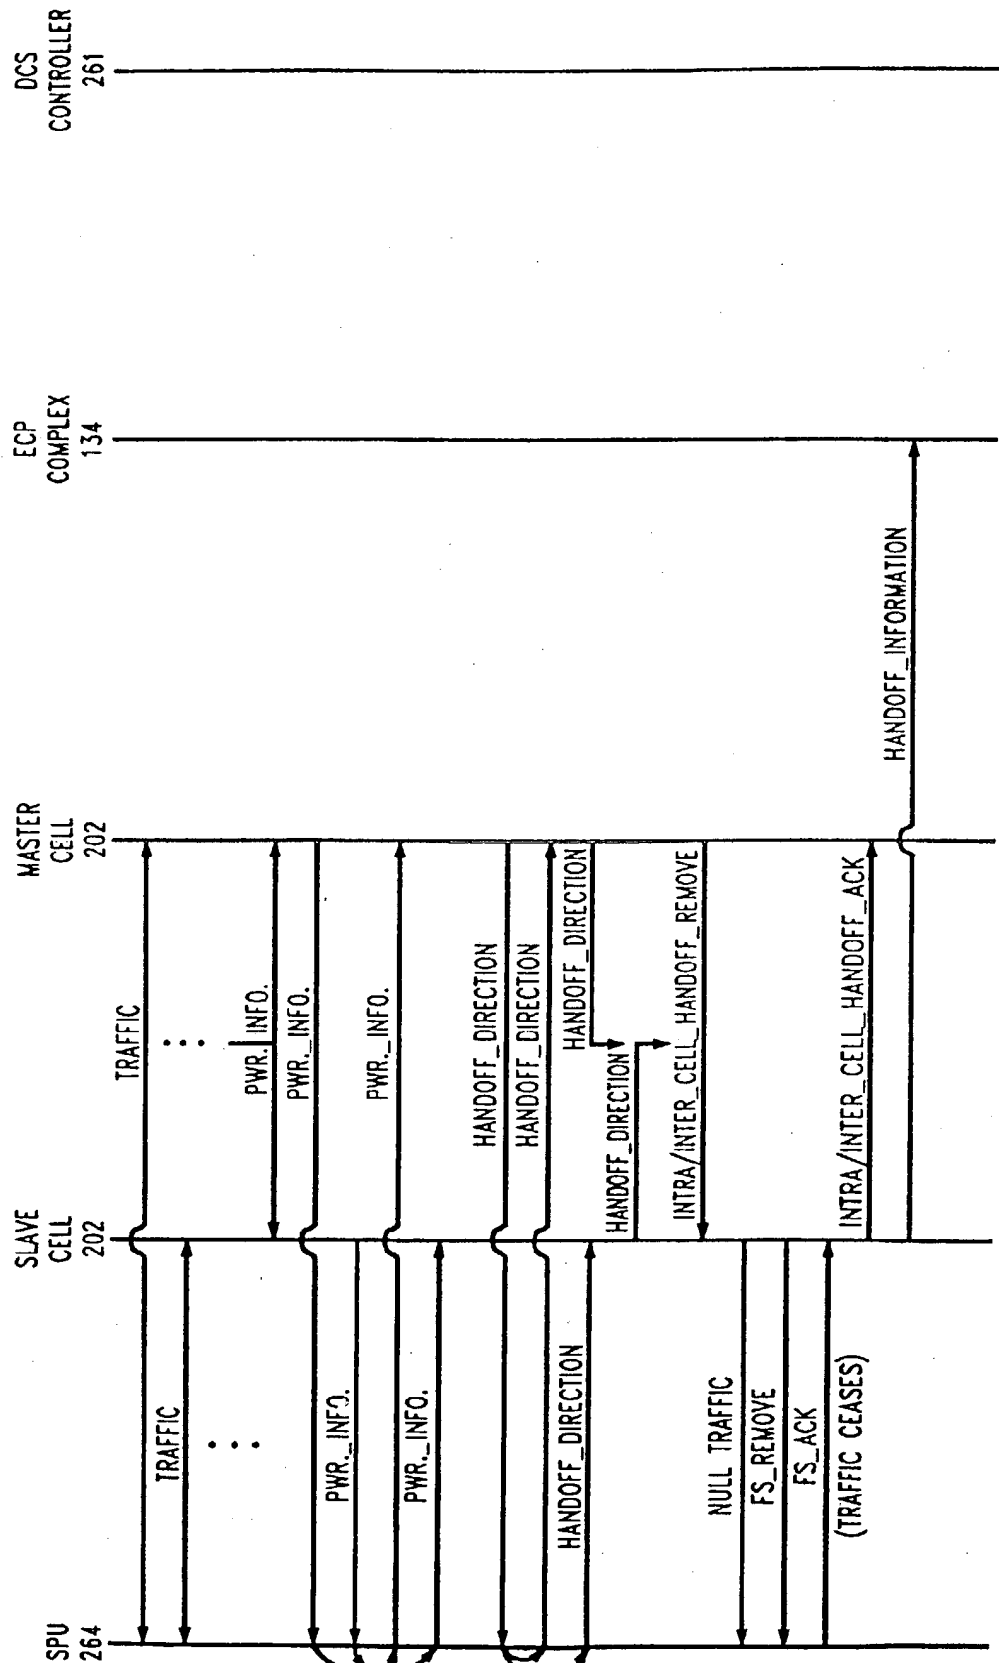 SPU
264
SLAVE
CELL
202
MASTER
CELL
202
ECP
COMPLEX
134
DCS
CONTROLLER
261
TRAFFIC
TRAFFIC
PWR._INFO.
PWR._INFO.
PWR._INFO.
PWR._INFO.
PWR._INFO.
HANDOFF_DIRECTION
HANDOFF_DIRECTION
HANDOFF_DIRECTION
HANDOFF_DIRECTION
HANDOFF_DIRECTION
INTRA/INTER_CELL_HANDOFF_REMOVE
NULL TRAFFIC
FS_REMOVE
FS_ACK
(TRAFFIC CEASES)
INTRA/INTER_CELL_HANDOFF_ACK
HANDOFF_INFORMATION